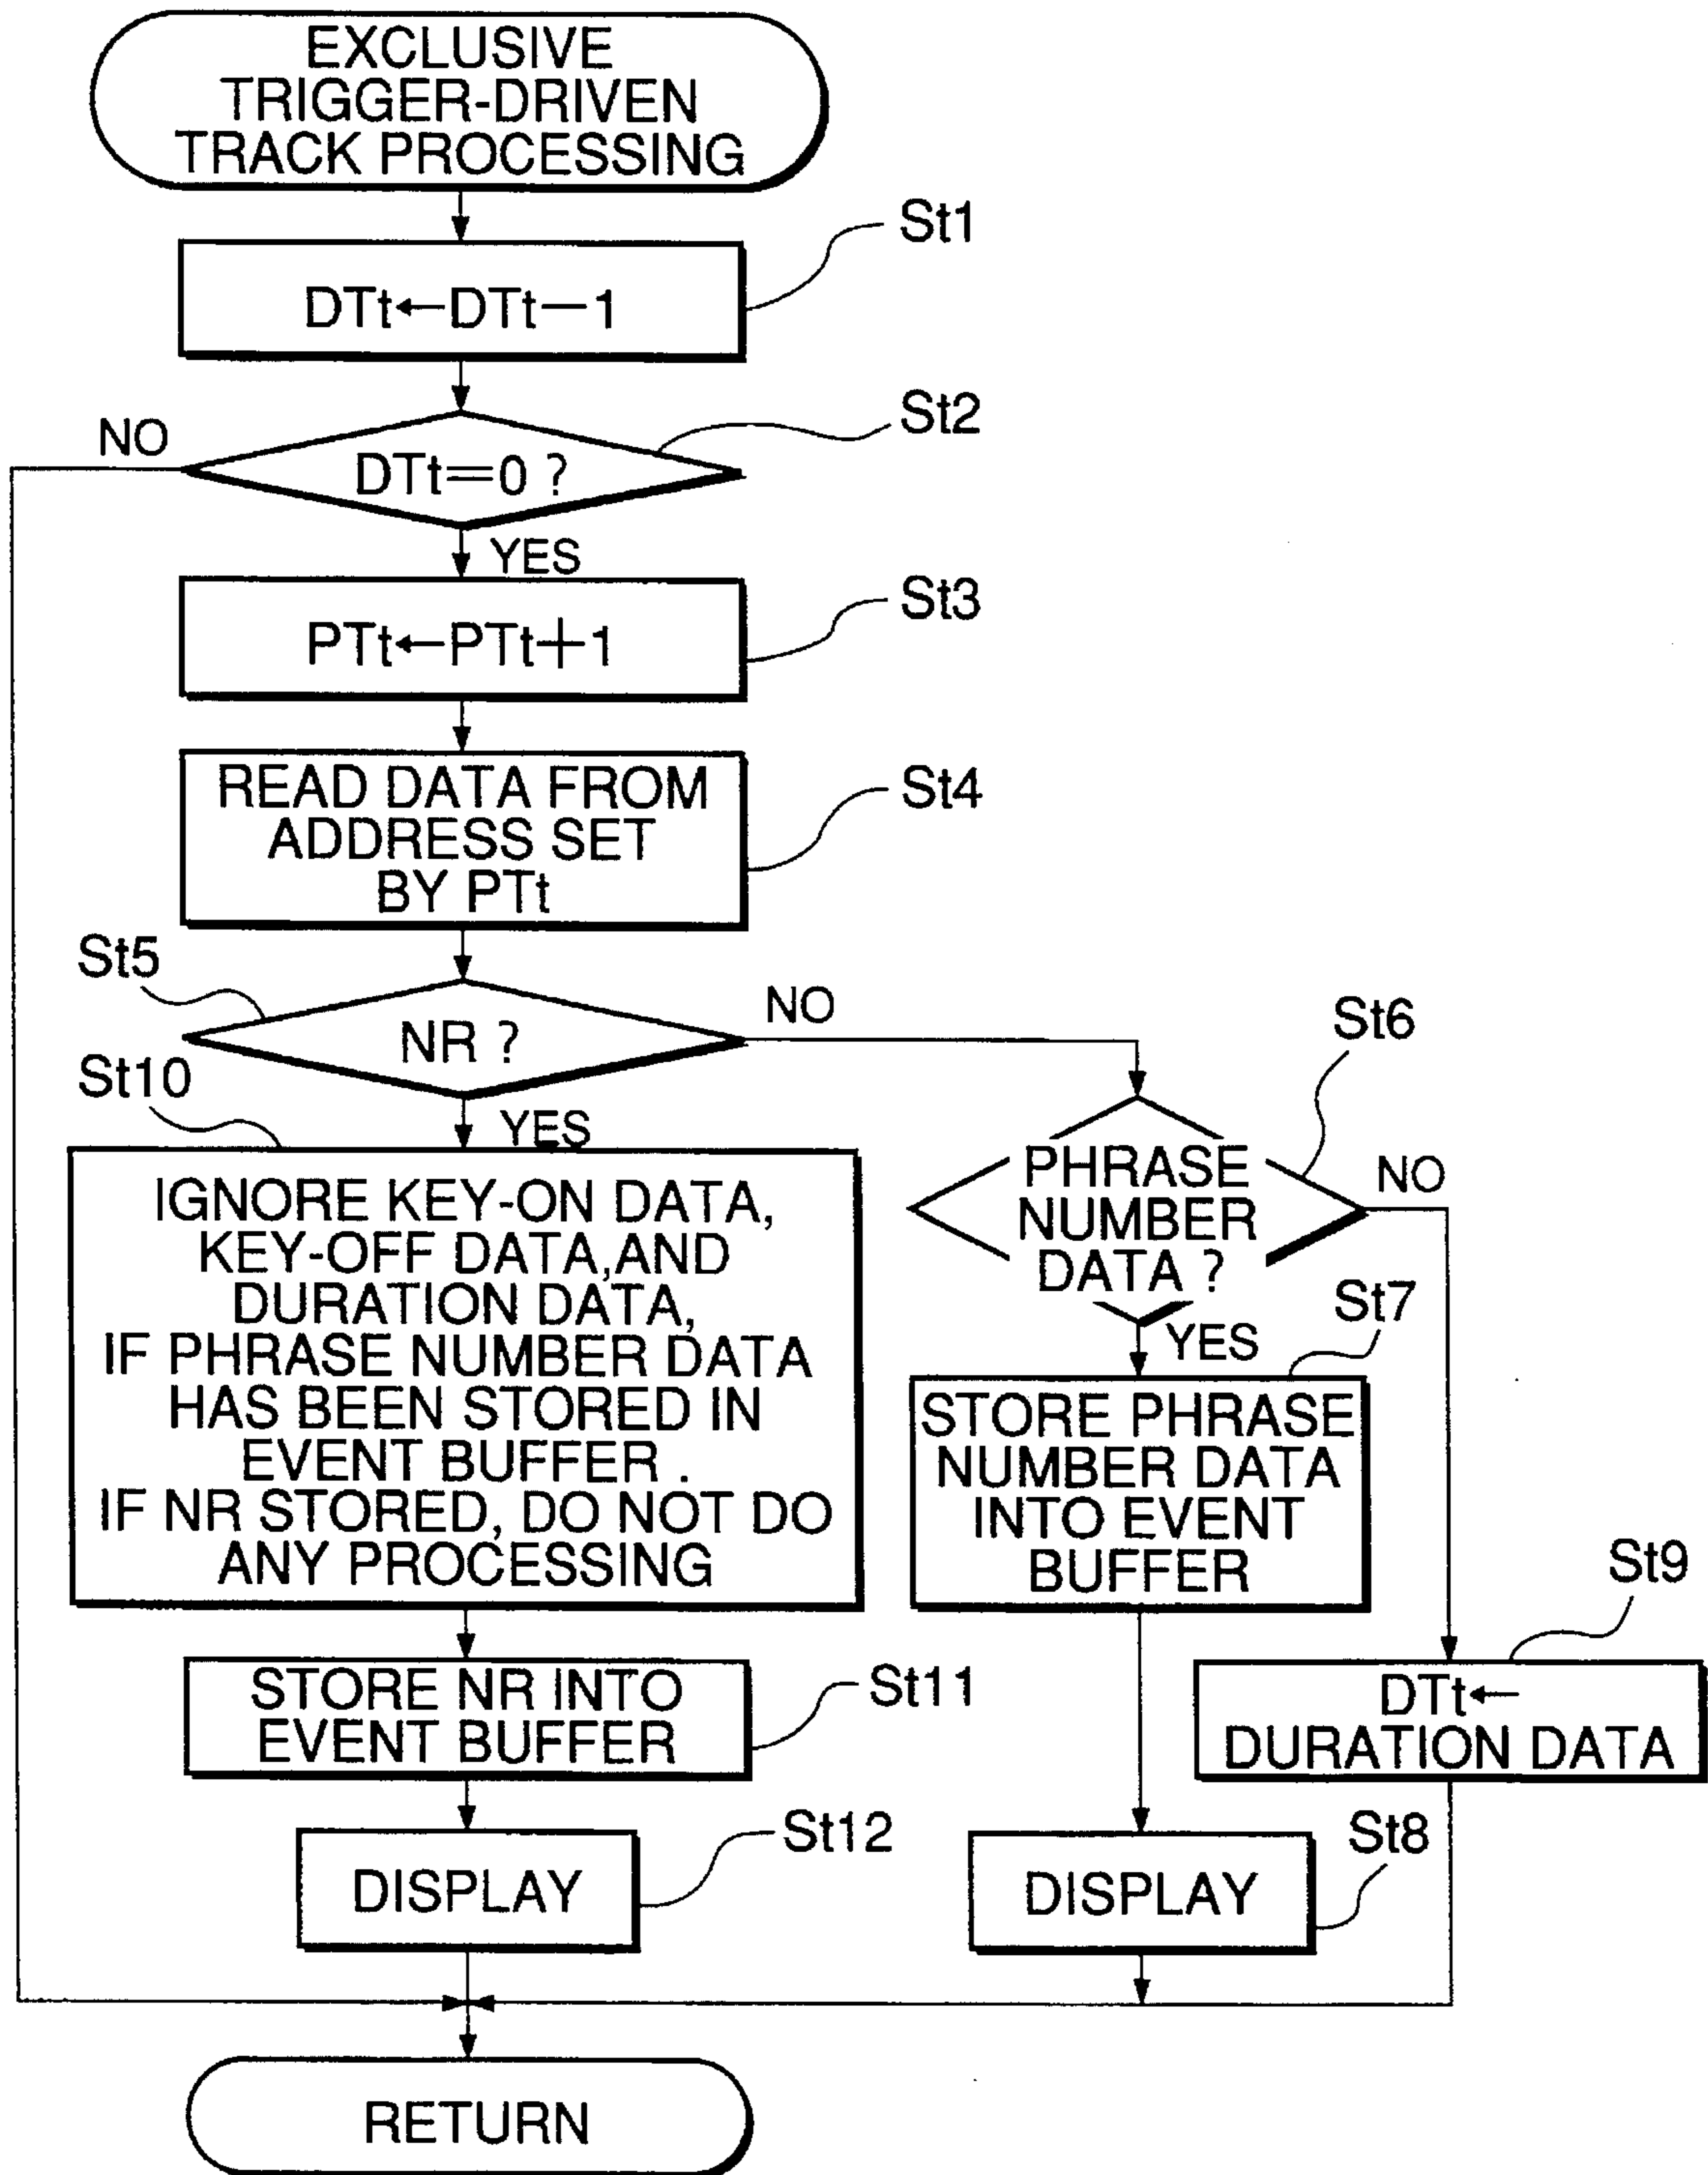 EXCLUSIVE
TRIGGER-DRIVEN
TRACK PROCESSING
St1
DTt←DTt−1
St2
NO
DTt=0 ?
YES
St3
PTt←PTt+1
READ DATA FROM
ADDRESS SET
BY PTt
St4
St5
NR ?
NO
YES
St6
PHRASE
NUMBER
DATA ?
NO
YES
St10
IGNORE KEY-ON DATA,
KEY-OFF DATA,AND
DURATION DATA,
IF PHRASE NUMBER DATA
HAS BEEN STORED IN
EVENT BUFFER .
IF NR STORED, DO NOT DO
ANY PROCESSING
St7
STORE PHRASE
NUMBER DATA
INTO EVENT
BUFFER
St9
DTt←
DURATION DATA
STORE NR INTO
EVENT BUFFER
St11
St12
DISPLAY
St8
DISPLAY
RETURN